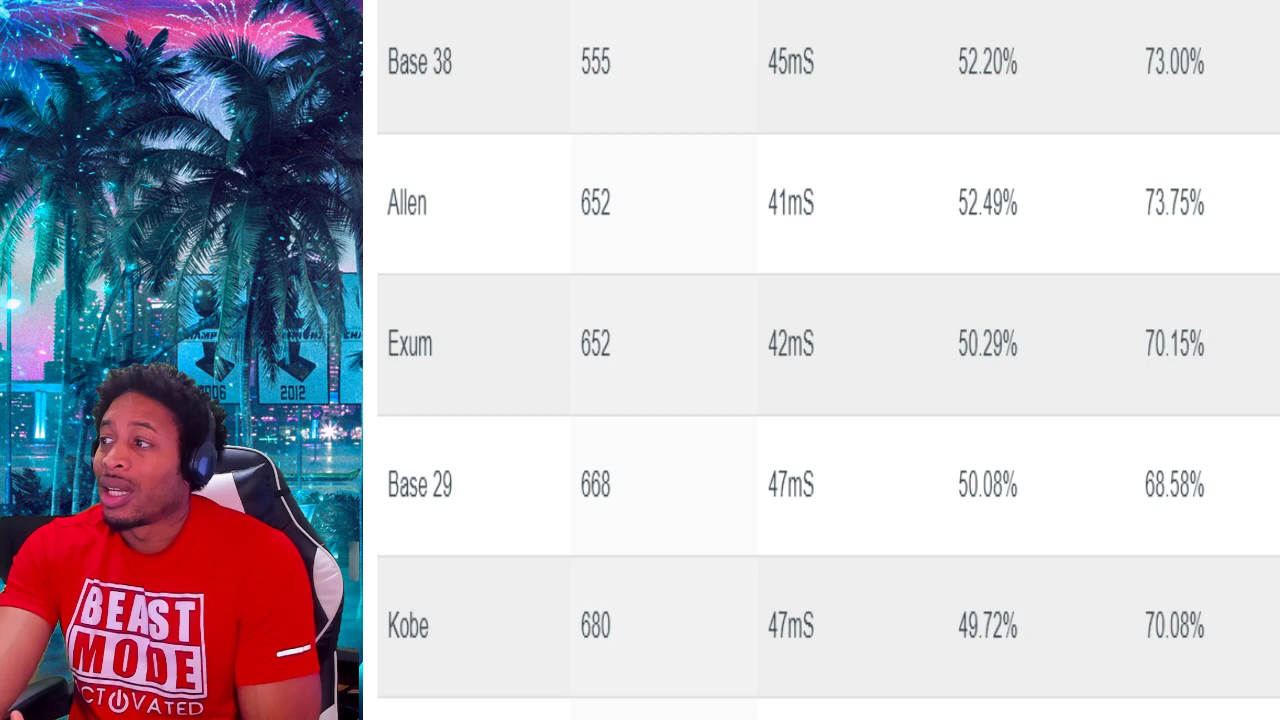 Base 38 555 45mS 52.20% 73.00%
Allen 652 41mS 52.49% 73.75%
Exum 652 42mS 50.29% 70.15%
Base 29 668 47mS 50.08% 68.58%
Kobe 680 47mS 49.72% 70.08%
2006 2012
BEAST
MODE
ACTIVATED